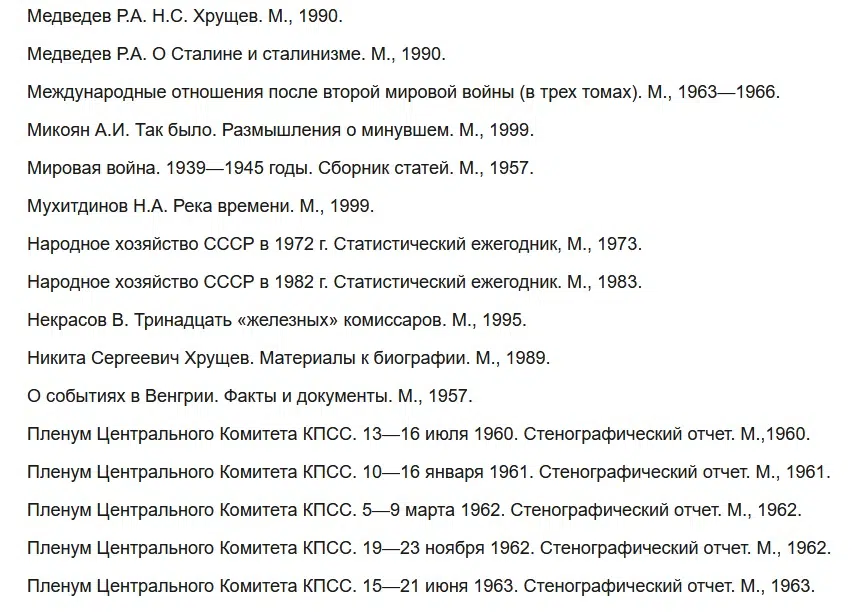 Медведев Р.А. Н.С. Хрущев. М., 1990.
Медведев Р.А. О Сталине и сталинизме. М., 1990.
Международные отношения после второй мировой войны (в трех томах). М., 1963—1966.
Микоян А.И. Так было. Размышления о минувшем. М., 1999.
Мировая война. 1939—1945 годы. Сборник статей. М., 1957.
Мухитдинов Н.А. Река времени. М., 1999.
Народное хозяйство СССР в 1972 г. Статистический ежегодник, М., 1973.
Народное хозяйство СССР в 1982 г. Статистический ежегодник. М., 1983.
Некрасов В. Тринадцать «железных» комиссаров. М., 1995.
Никита Сергеевич Хрущев. Материалы к биографии. М., 1989.
О событиях в Венгрии. Факты и документы. М., 1957.
Пленум Центрального Комитета КПСС. 13—16 июля 1960. Стенографический отчет. М.,1960.
Пленум Центрального Комитета КПСС. 10—16 января 1961. Стенографический отчет. М., 1961.
Пленум Центрального Комитета КПСС. 5—9 марта 1962. Стенографический отчет. М., 1962.
Пленум Центрального Комитета КПСС. 19—23 ноября 1962. Стенографический отчет. М., 1962.
Пленум Центрального Комитета КПСС. 15—21 июня 1963. Стенографический отчет. М., 1963.